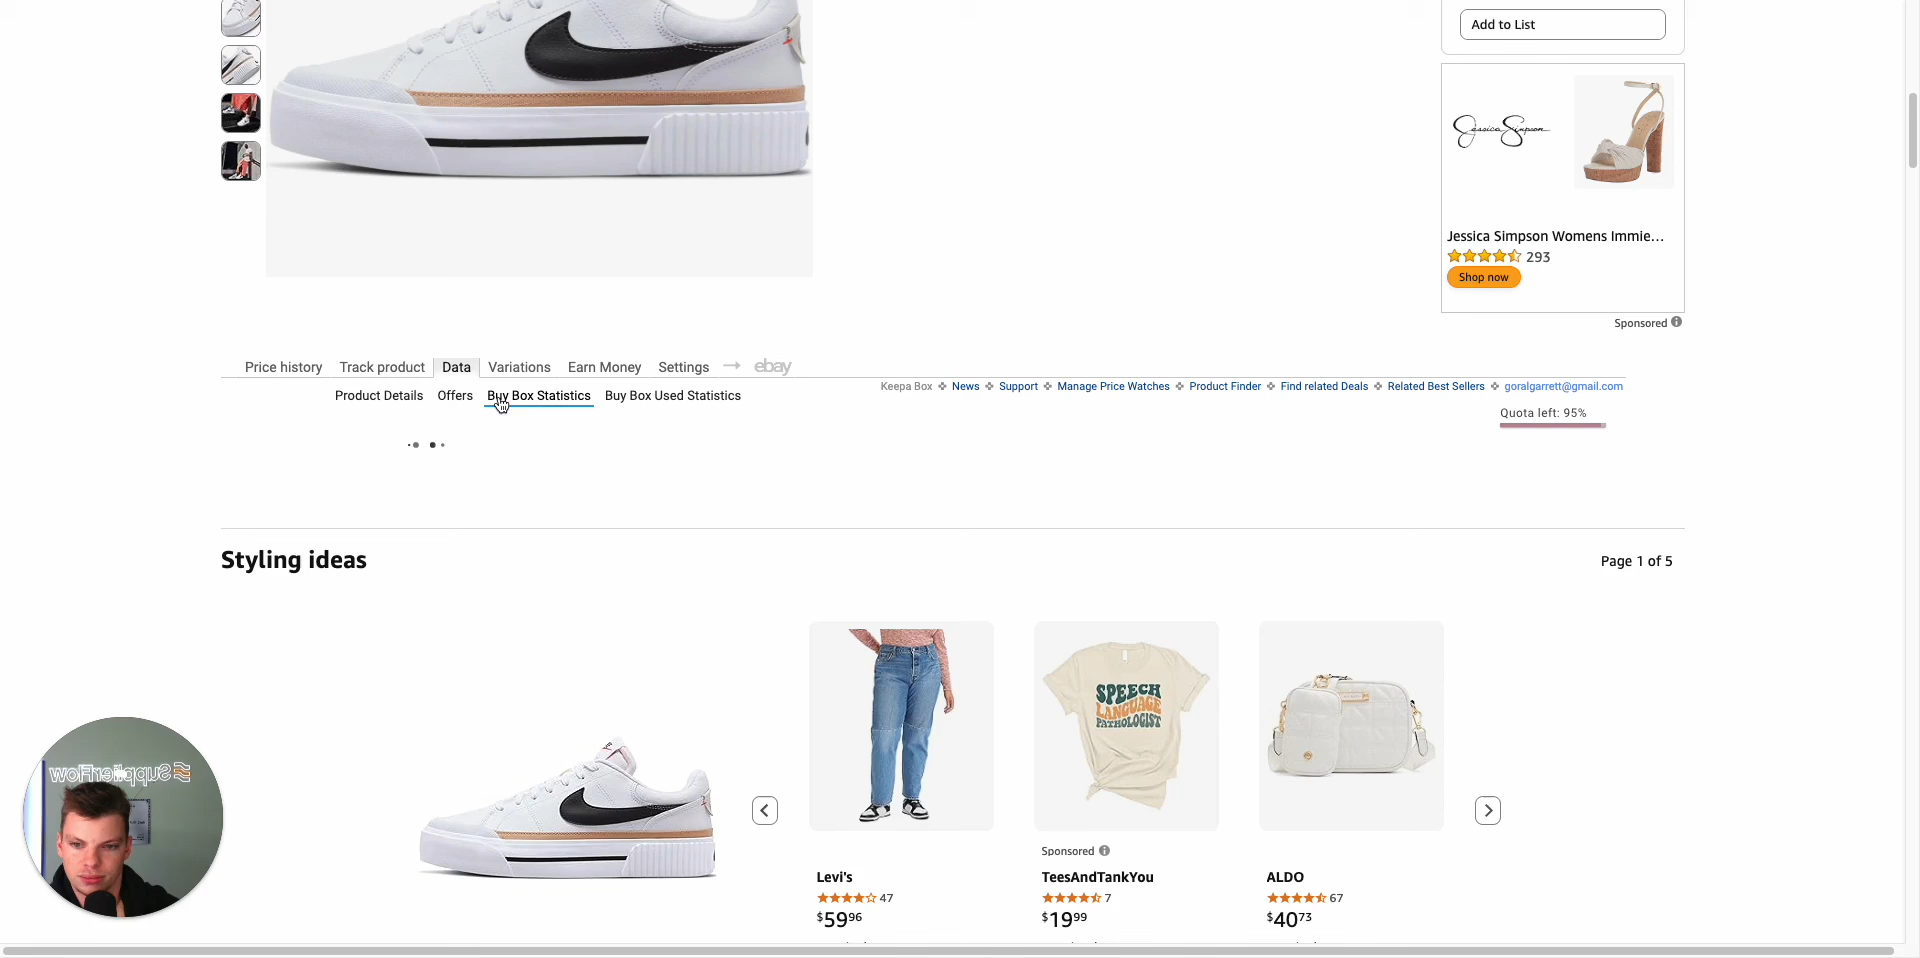 Add to List
Jessica Simpson
Jessica Simpson Womens Immie...
293
Shop now
Sponsored
Price history Track product Data Variations Earn Money Settings ebay
Keepa Box News Support Manage Price Watches Product Finder Find related Deals Related Best Sellers goralgarrett@gmail.com
Product Details Offers Buy Box Statistics Buy Box Used Statistics
Quota left: 95%
Styling ideas
Page 1 of 5
SPEECH
LANGUAGE
PATHOLOGIST
SupplierFlow
Sponsored
Levi's
47
$59.96
TeesAndTankYou
7
$19.99
ALDO
67
$40.73